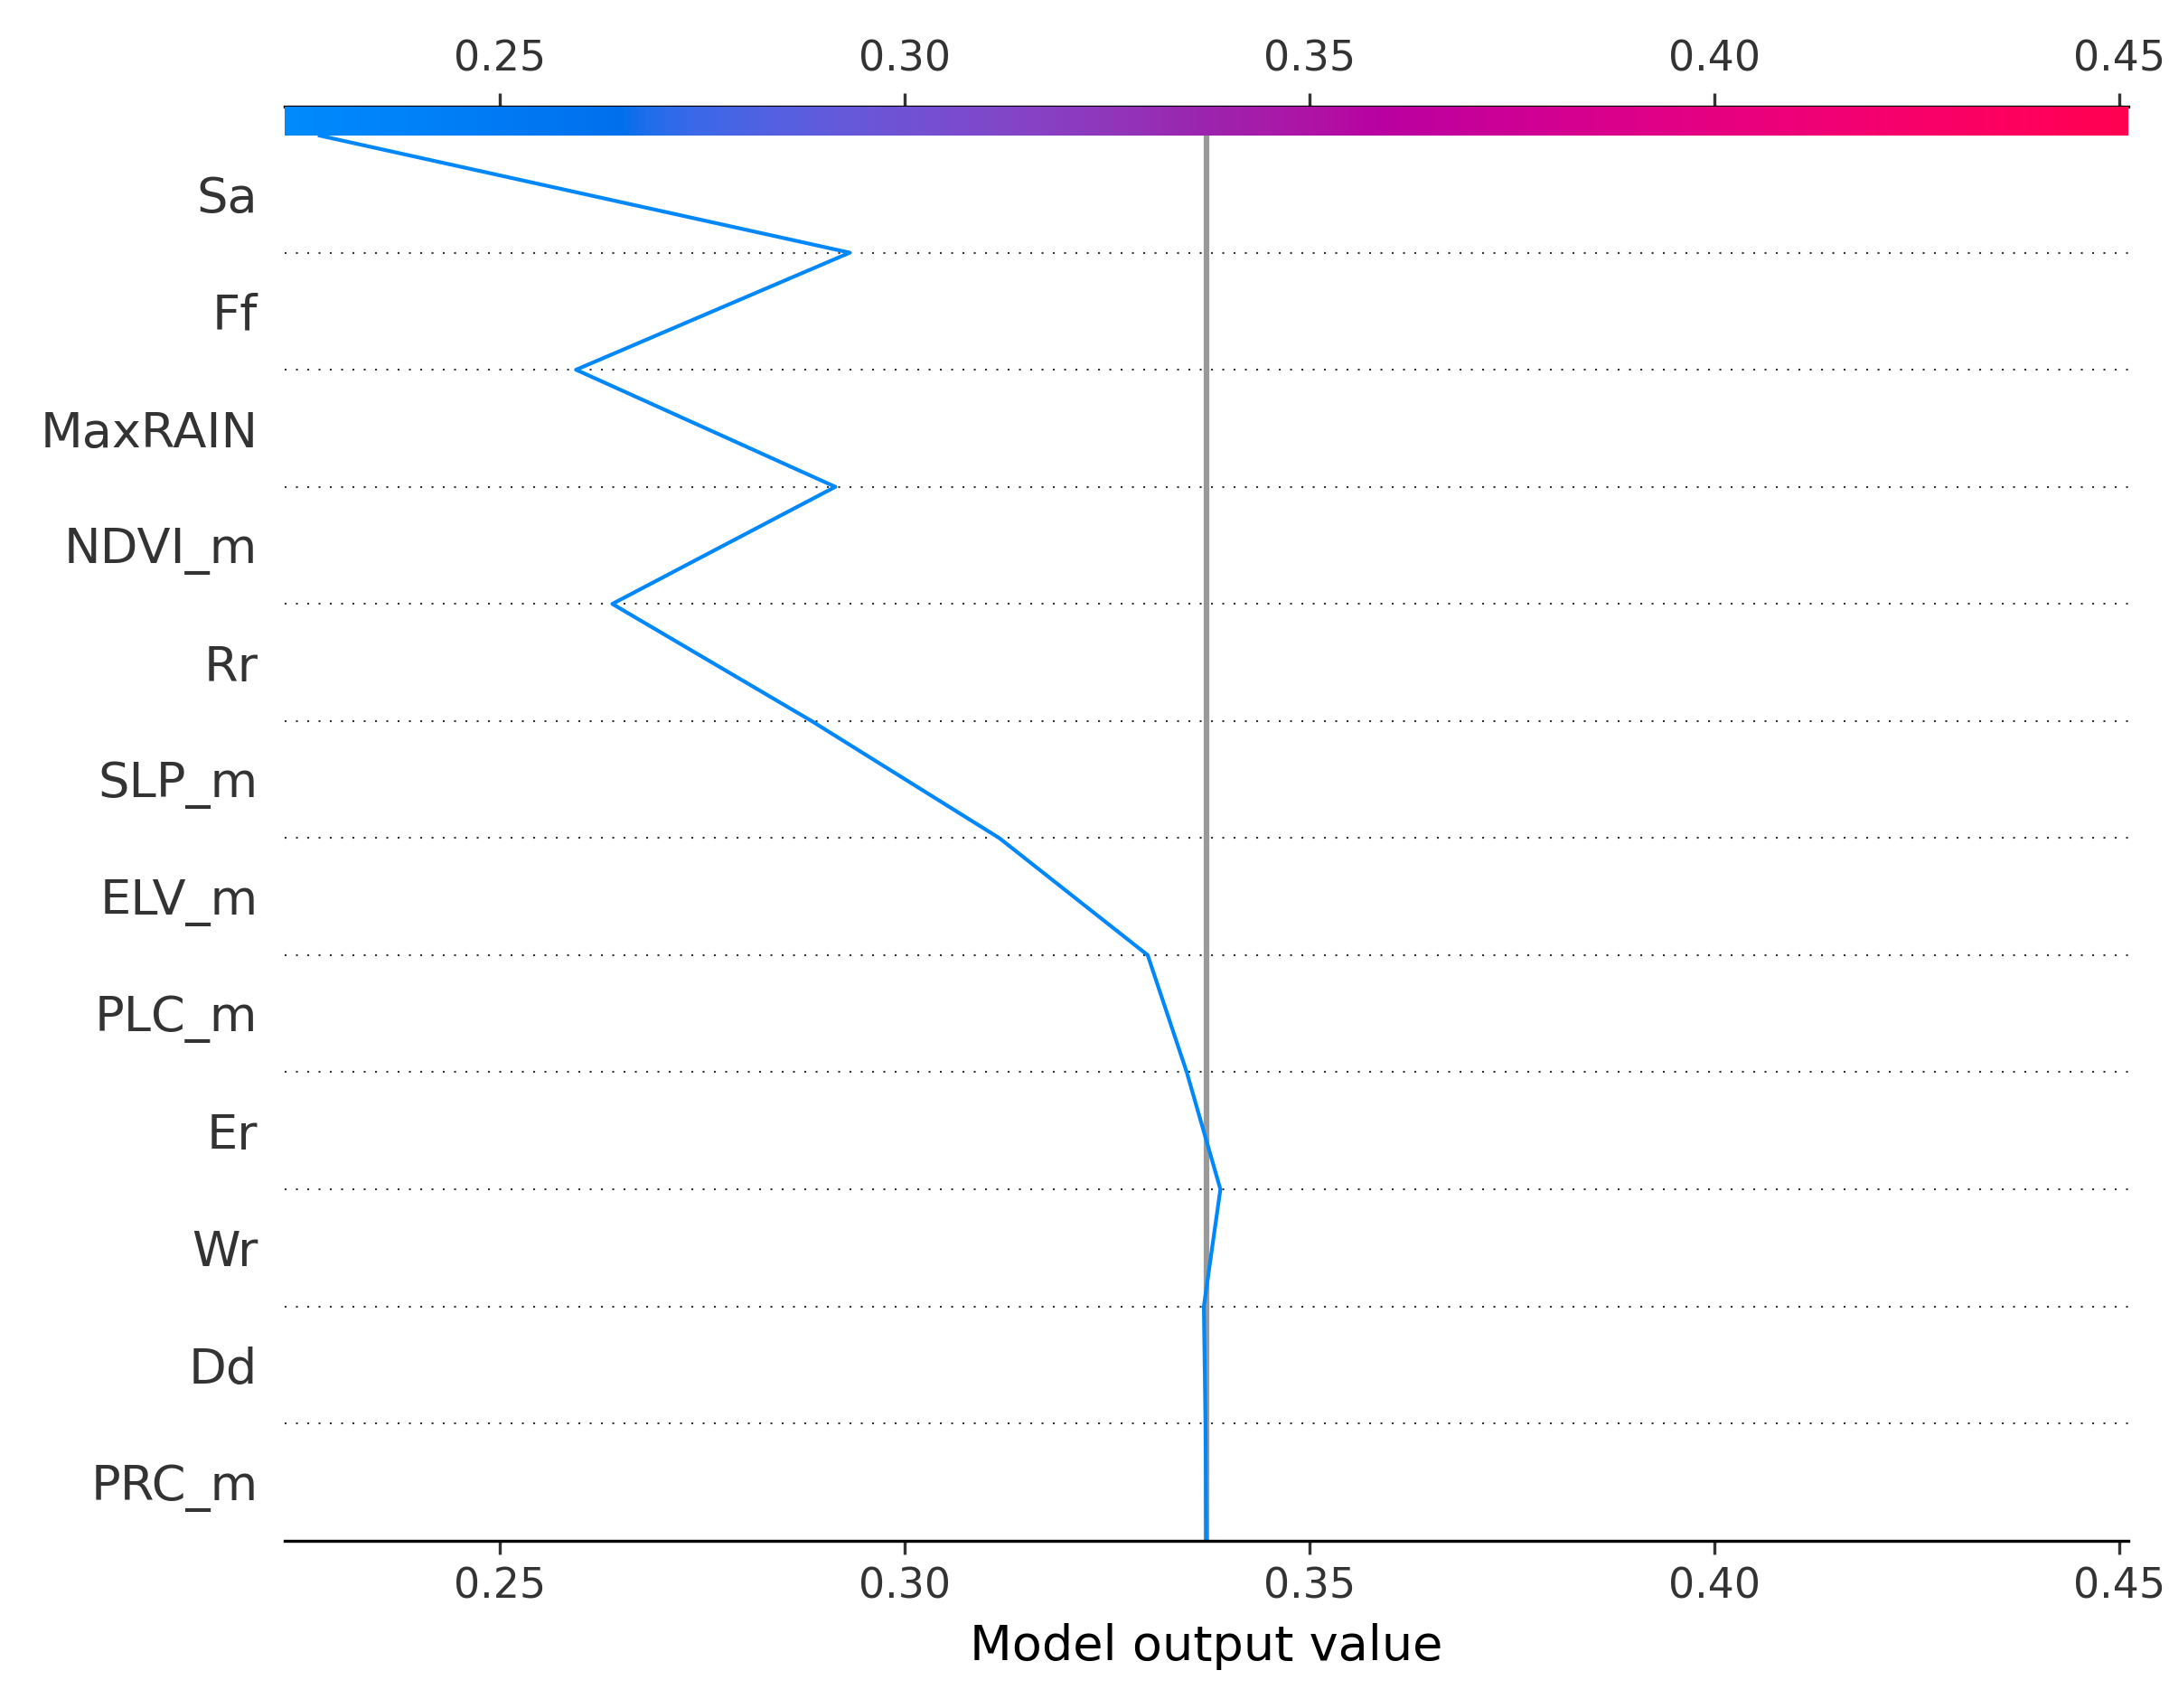 0.25 0.30 0.35 0.40 0.45
Sa
Ff
MaxRAIN
NDVI_m
Rr
SLP_m
ELV_m
PLC_m
Er
Wr
Dd
PRC_m
0.25 0.30 0.35 0.40 0.45
Model output value